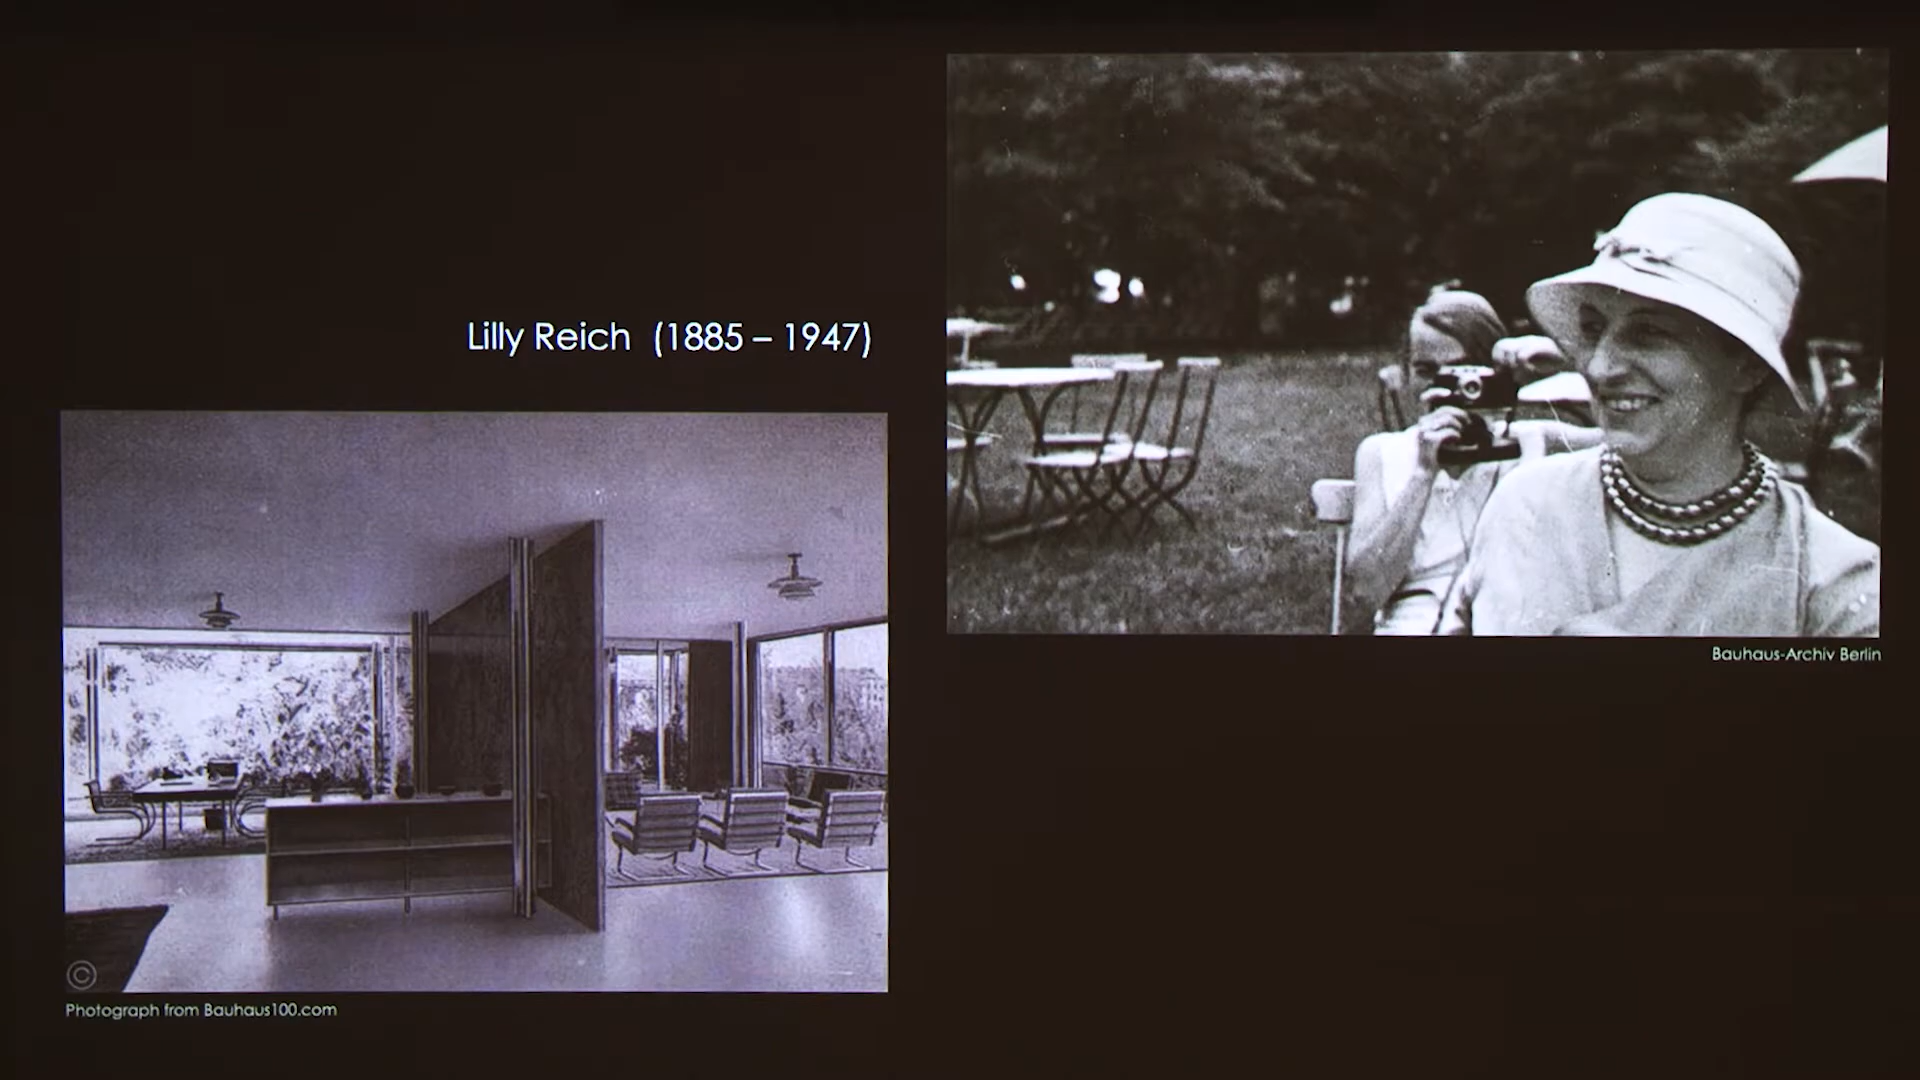 Lilly Reich (1885 – 1947)
Bauhaus-Archiv Berlin
©
Photograph from Bauhaus100.com